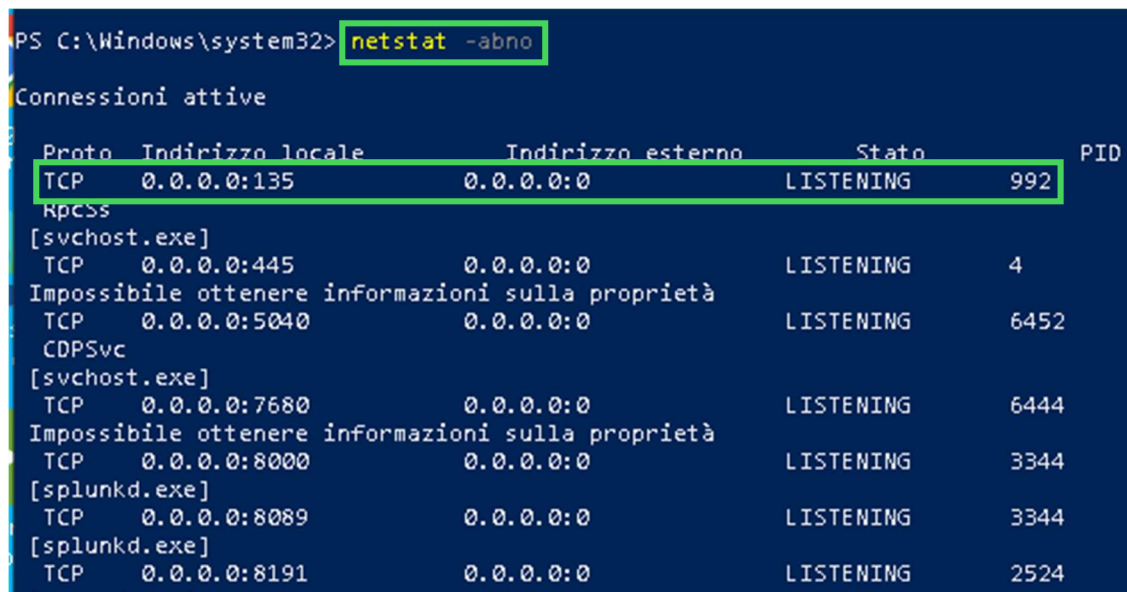 PS C:\Windows\system32> netstat -abno
Connessioni attive
Proto Indirizzo locale Indirizzo esterno Stato PID
TCP 0.0.0.0:135 0.0.0.0:0 LISTENING 992
RpcSs
[svchost.exe]
TCP 0.0.0.0:445 0.0.0.0:0 LISTENING 4
Impossibile ottenere informazioni sulla proprietà
TCP 0.0.0.0:5040 0.0.0.0:0 LISTENING 6452
CDPSvc
[svchost.exe]
TCP 0.0.0.0:7680 0.0.0.0:0 LISTENING 6444
Impossibile ottenere informazioni sulla proprietà
TCP 0.0.0.0:8000 0.0.0.0:0 LISTENING 3344
[splunkd.exe]
TCP 0.0.0.0:8089 0.0.0.0:0 LISTENING 3344
[splunkd.exe]
TCP 0.0.0.0:8191 0.0.0.0:0 LISTENING 2524